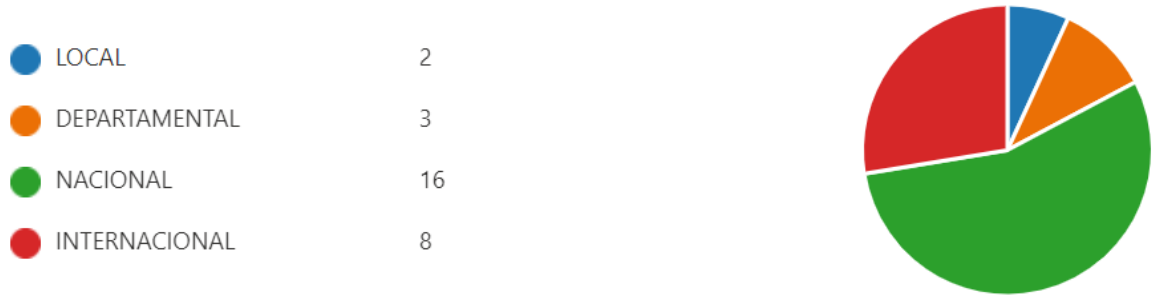 LOCAL 2
DEPARTAMENTAL 3
NACIONAL 16
INTERNACIONAL 8